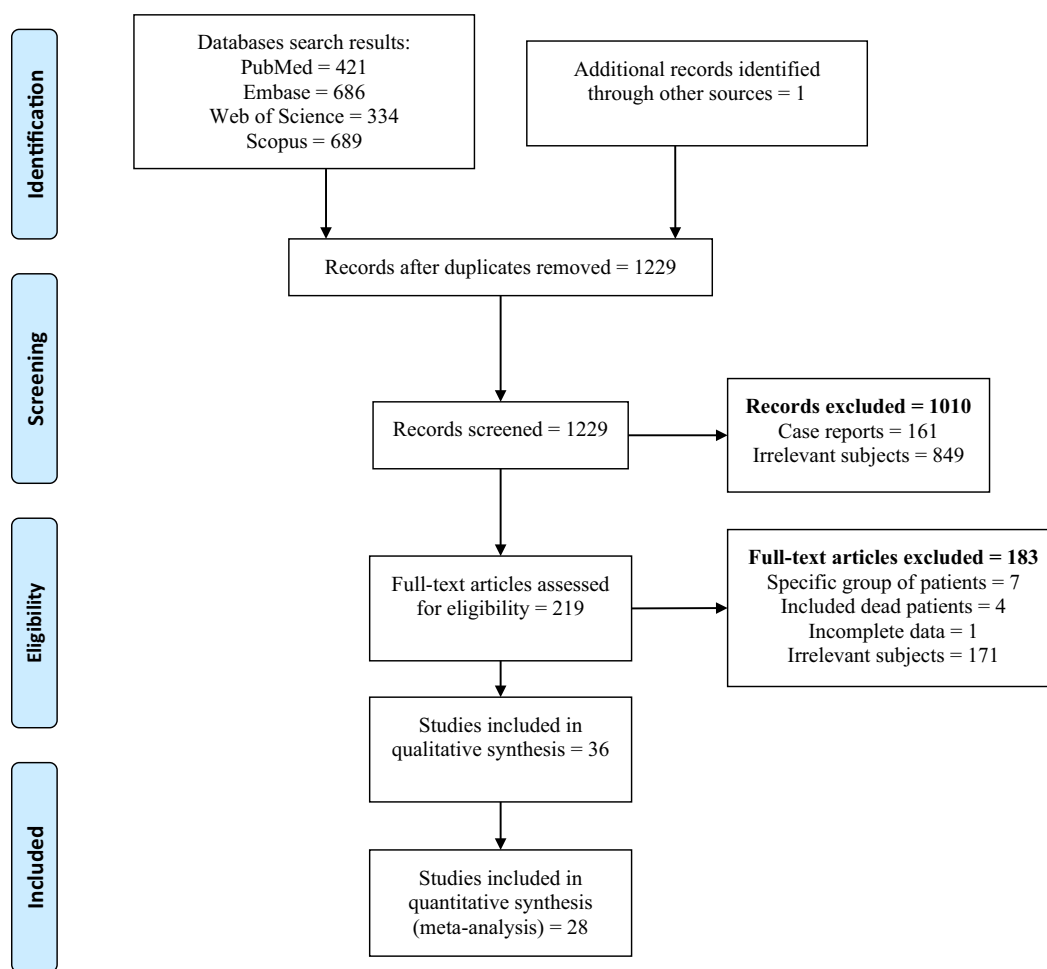 Identification
Databases search results:
PubMed = 421
Embase = 686
Web of Science = 334
Scopus = 689
Additional records identified
through other sources = 1
Records after duplicates removed = 1229
Screening
Records screened = 1229
Records excluded = 1010
Case reports = 161
Irrelevant subjects = 849
Eligibility
Full-text articles assessed
for eligibility = 219
Full-text articles excluded = 183
Specific group of patients = 7
Included dead patients = 4
Incomplete data = 1
Irrelevant subjects = 171
Studies included in
qualitative synthesis = 36
Included
Studies included in
quantitative synthesis
(meta-analysis) = 28